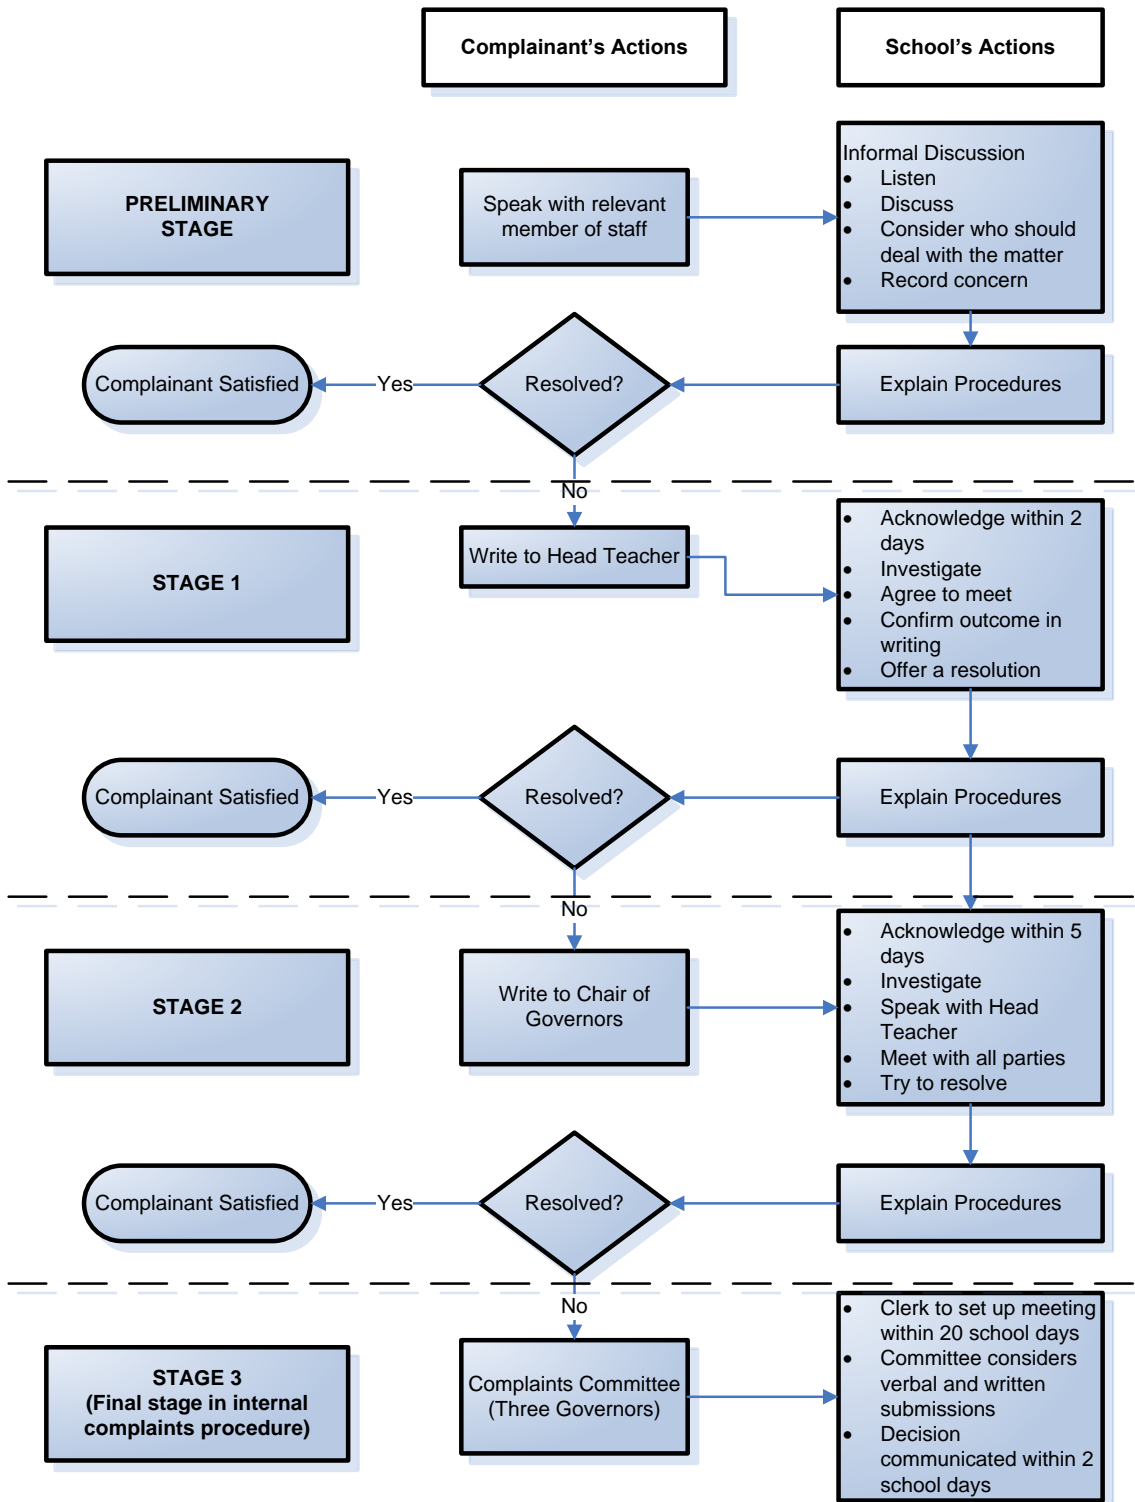 Complainant's Actions
School's Actions
PRELIMINARY
STAGE
Speak with relevant
member of staff
Informal Discussion
• Listen
• Discuss
• Consider who should
deal with the matter
• Record concern
Complainant Satisfied
Yes
Resolved?
Explain Procedures
No
STAGE 1
Write to Head Teacher
• Acknowledge within 2
days
• Investigate
• Agree to meet
• Confirm outcome in
writing
• Offer a resolution
Complainant Satisfied
Yes
Resolved?
Explain Procedures
No
STAGE 2
Write to Chair of
Governors
• Acknowledge within 5
days
• Investigate
• Speak with Head
Teacher
• Meet with all parties
• Try to resolve
Complainant Satisfied
Yes
Resolved?
Explain Procedures
No
STAGE 3
(Final stage in internal
complaints procedure)
Complaints Committee
(Three Governors)
• Clerk to set up meeting
within 20 school days
• Committee considers
verbal and written
submissions
• Decision
communicated within 2
school days